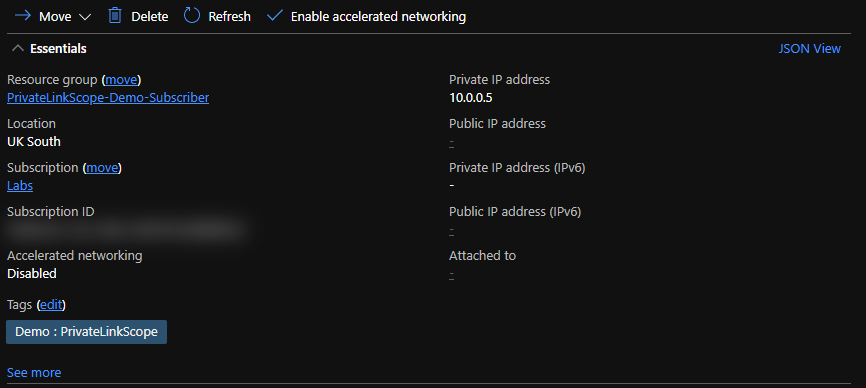 Move Delete Refresh Enable accelerated networking
Essentials JSON View
Resource group (move)
PrivateLinkScope-Demo-Subscriber
Location
UK South
Subscription (move)
Labs
Subscription ID
Accelerated networking
Disabled
Private IP address
10.0.0.5
Public IP address
-
Private IP address (IPv6)
-
Public IP address (IPv6)
-
Attached to
-
Tags (edit)
Demo : PrivateLinkScope
See more